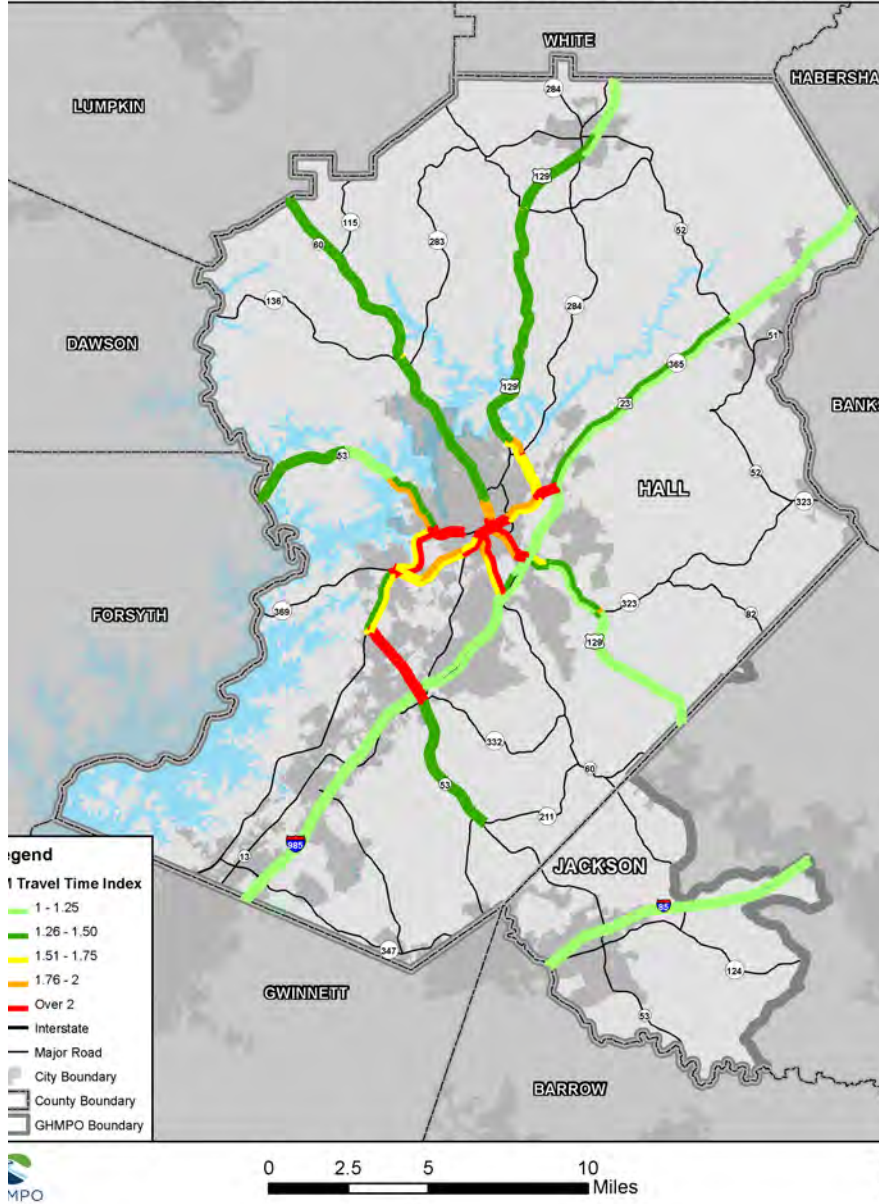 WHITE
HABERSHA
LUMPKIN
284
129
115
60
283
52
136
284
51
DAWSON
365
129
23
BANK
53
HALL
52
323
FORSYTH
369
323
82
129
332
60
53
211
985
JACKSON
13
85
347
124
GWINNETT
53
BARROW
egend
M Travel Time Index
1 - 1.25
1.26 - 1.50
1.51 - 1.75
1.76 - 2
Over 2
Interstate
Major Road
City Boundary
County Boundary
GHMPO Boundary
MPO
0 2.5 5 10
Miles